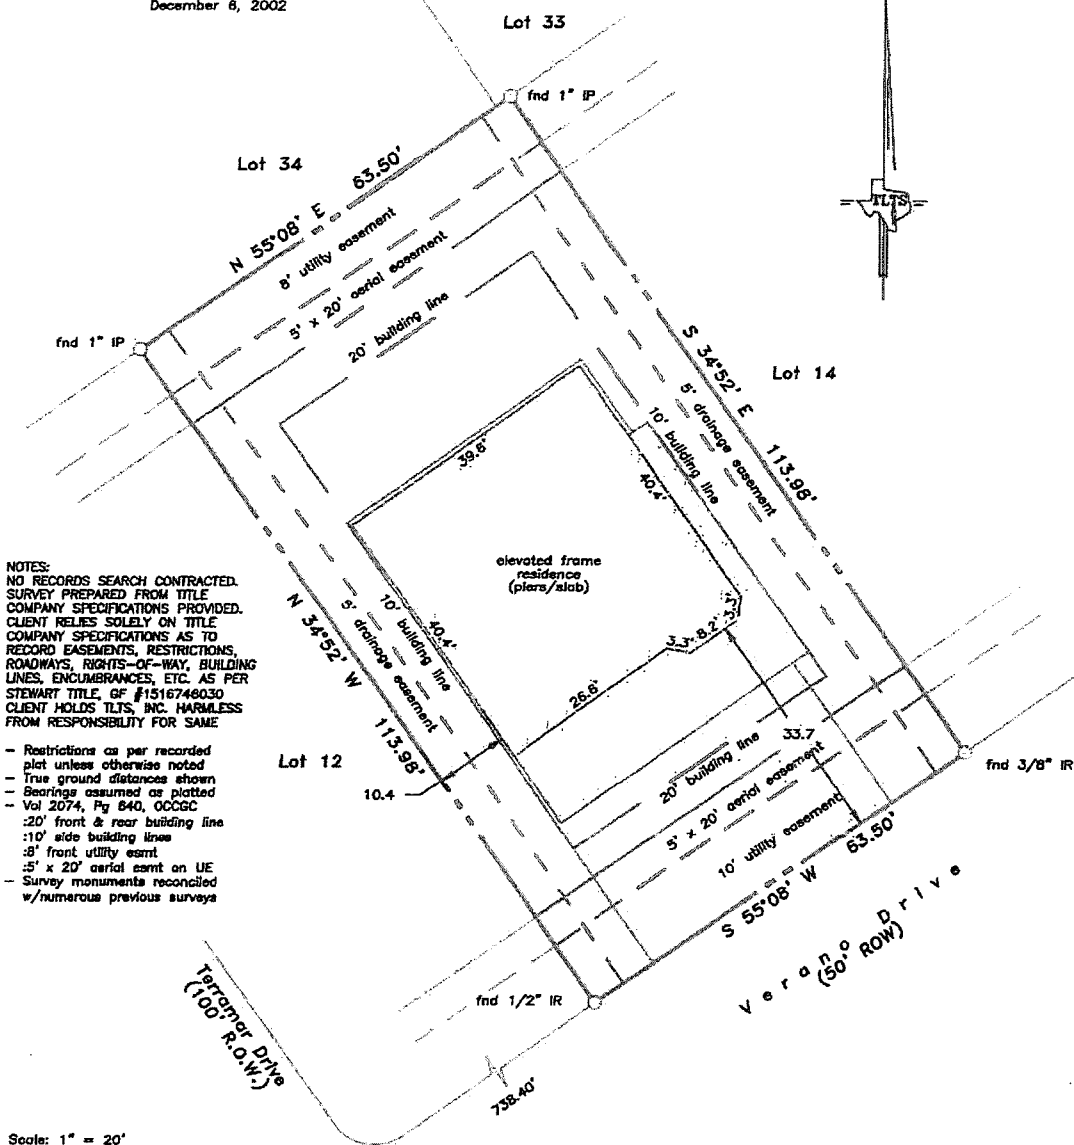 December 6, 2002
Lot 33
fnd 1" IP
Lot 34
63.50'
N 55°08' E
TLTS
8' utility easement
5' x 20' aerial easement
20' building line
fnd 1" IP
S 34°52' E
113.98'
Lot 14
5' drainage easement
10' building line
39.6'
40.4'
elevated frame
residence
(piers/slab)
NOTES:
NO RECORDS SEARCH CONTRACTED.
SURVEY PREPARED FROM TITLE
COMPANY SPECIFICATIONS PROVIDED.
CLIENT RELIES SOLELY ON TITLE
COMPANY SPECIFICATIONS AS TO
RECORD EASEMENTS, RESTRICTIONS,
ROADWAYS, RIGHTS-OF-WAY, BUILDING
LINES, ENCUMBRANCES, ETC. AS PER
STEWART TITLE, GF #1516746030
CLIENT HOLDS TLTS, INC. HARMLESS
FROM RESPONSIBILITY FOR SAME
- Restrictions as per recorded
plat unless otherwise noted
- True ground distances shown
- Bearings assumed as platted
- Vol 2074, Pg 640, OCCGC
:20' front & rear building line
:10' side building lines
:8' front utility esmt
:5' x 20' aerial esmt on UE
- Survey monuments reconciled
w/numerous previous surveys
N 34°52' W
113.98'
5' drainage easement
10' building line
40.4'
3.3'
8.2'
3.3'
26.6'
Lot 12
10.4
33.7
20' building line
5' x 20' aerial easement
10' utility easement
fnd 3/8" IR
63.50'
S 55°08' W
Verano Drive
(50' ROW)
fnd 1/2" IR
Terramar Drive
(100' R.O.W.)
738.40'
Scale: 1" = 20'